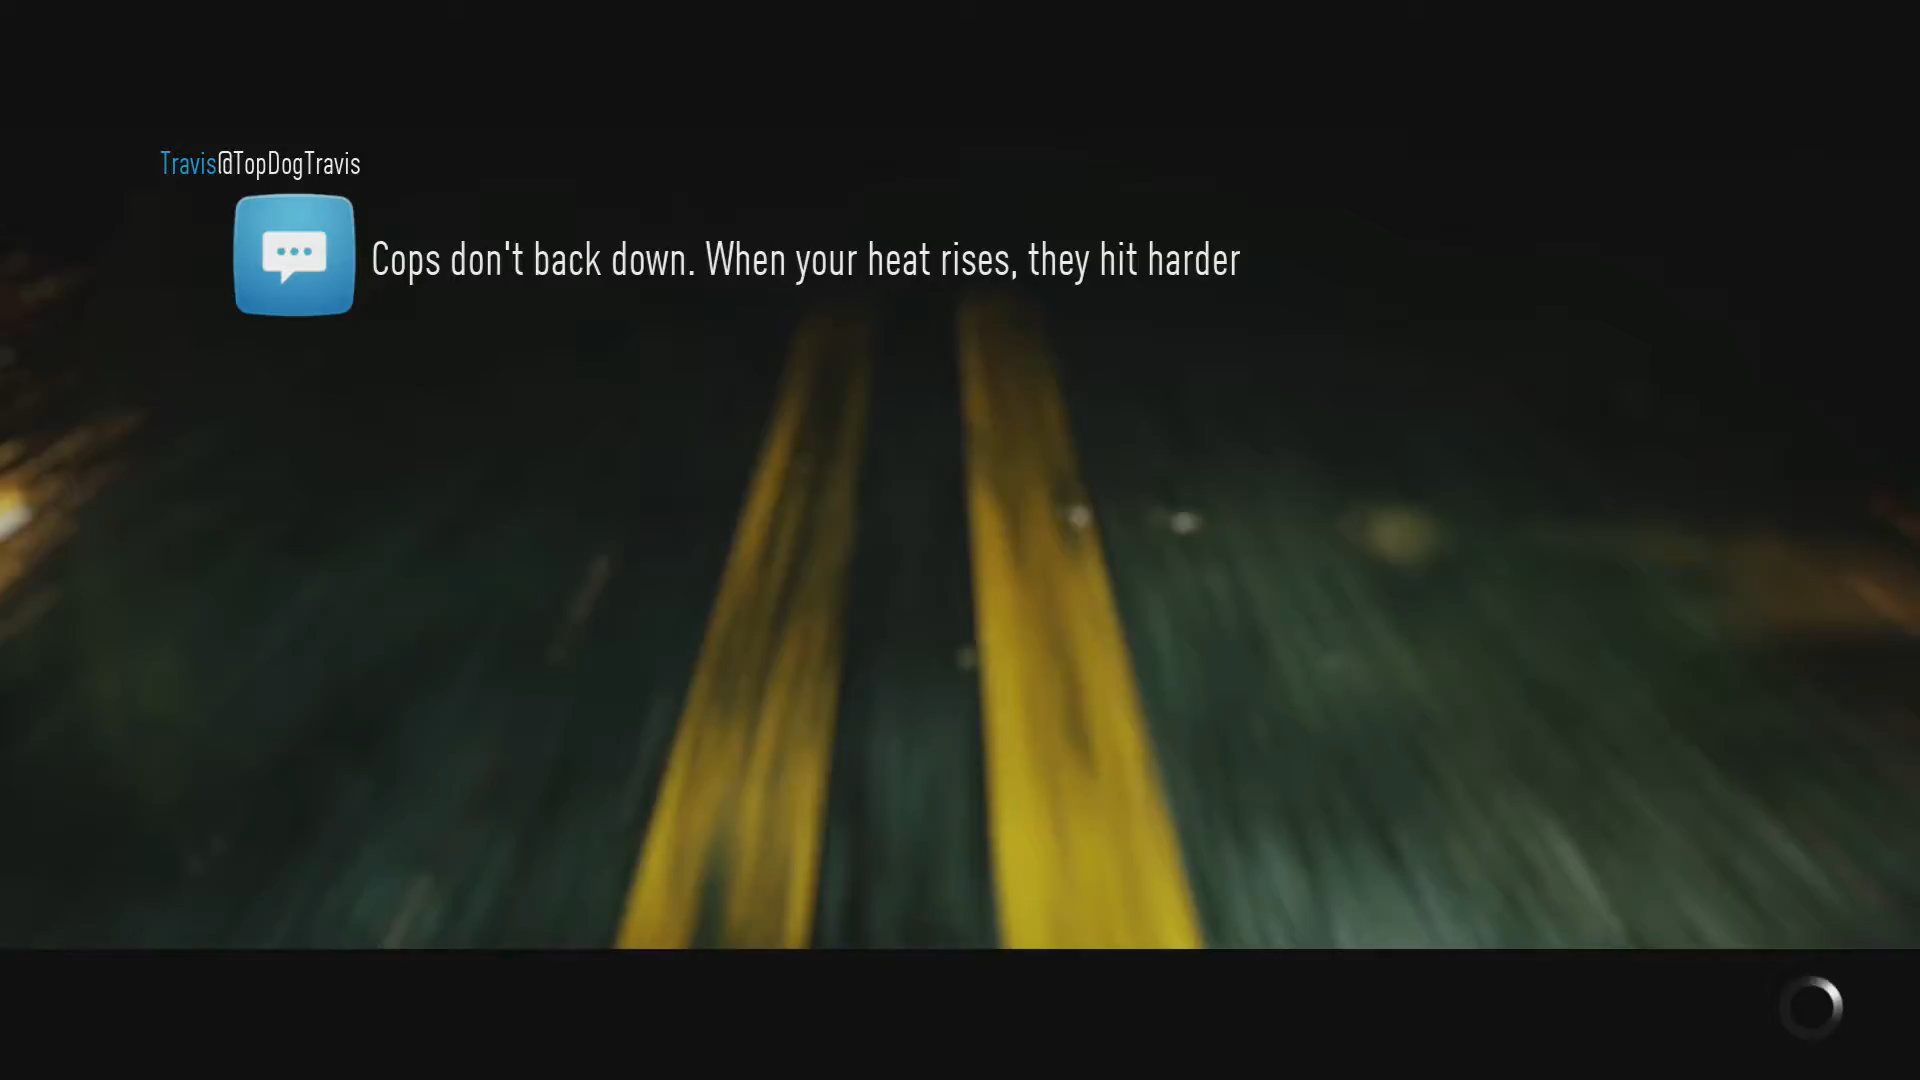 Travis@TopDogTravis
Cops don't back down. When your heat rises, they hit harder